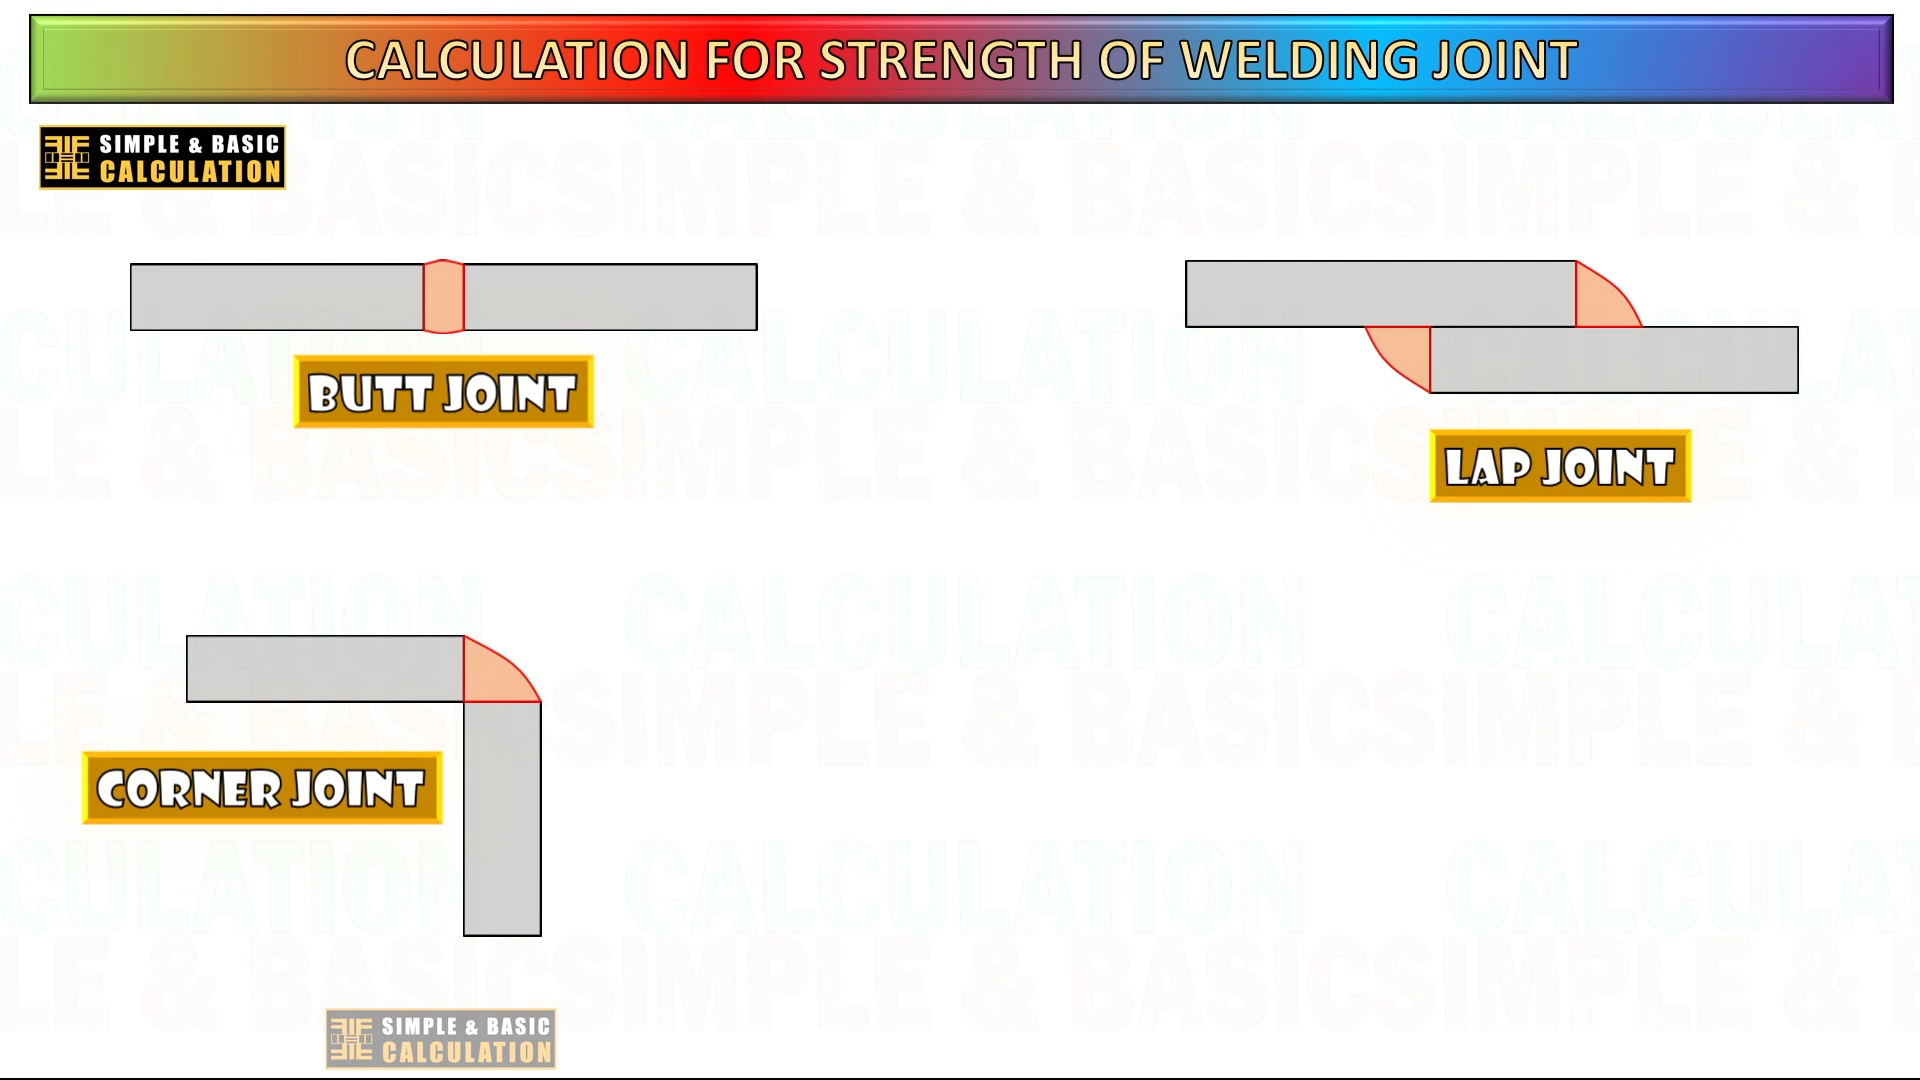 CALCULATION FOR STRENGTH OF WELDING JOINT
SIMPLE & BASIC
CALCULATION
BUTT JOINT
LAP JOINT
CORNER JOINT
SIMPLE & BASIC
CALCULATION